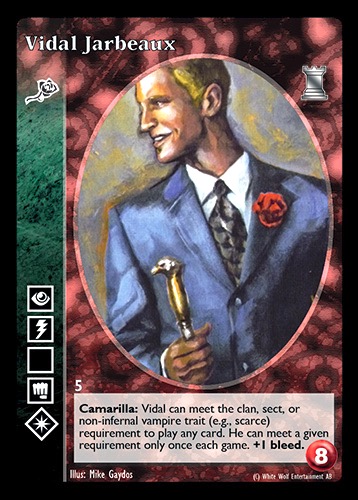 Vidal Jarbeaux
5
Camarilla: Vidal can meet the clan, sect, or
non-infernal vampire trait (e.g., scarce)
requirement to play any card. He can meet a given
requirement only once each game. +1 bleed.
8
Illus: Mike Gaydos
(C) White Wolf Entertainment AB